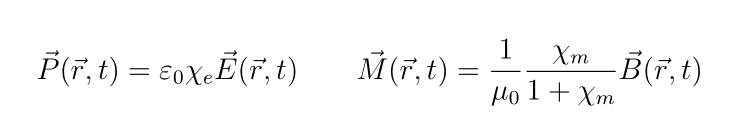 $\vec{P}(\vec{r},t) = \varepsilon_0 \chi_e \vec{E}(\vec{r},t) \qquad \vec{M}(\vec{r},t) = \frac{1}{\mu_0} \frac{\chi_m}{1+\chi_m} \vec{B}(\vec{r},t)$